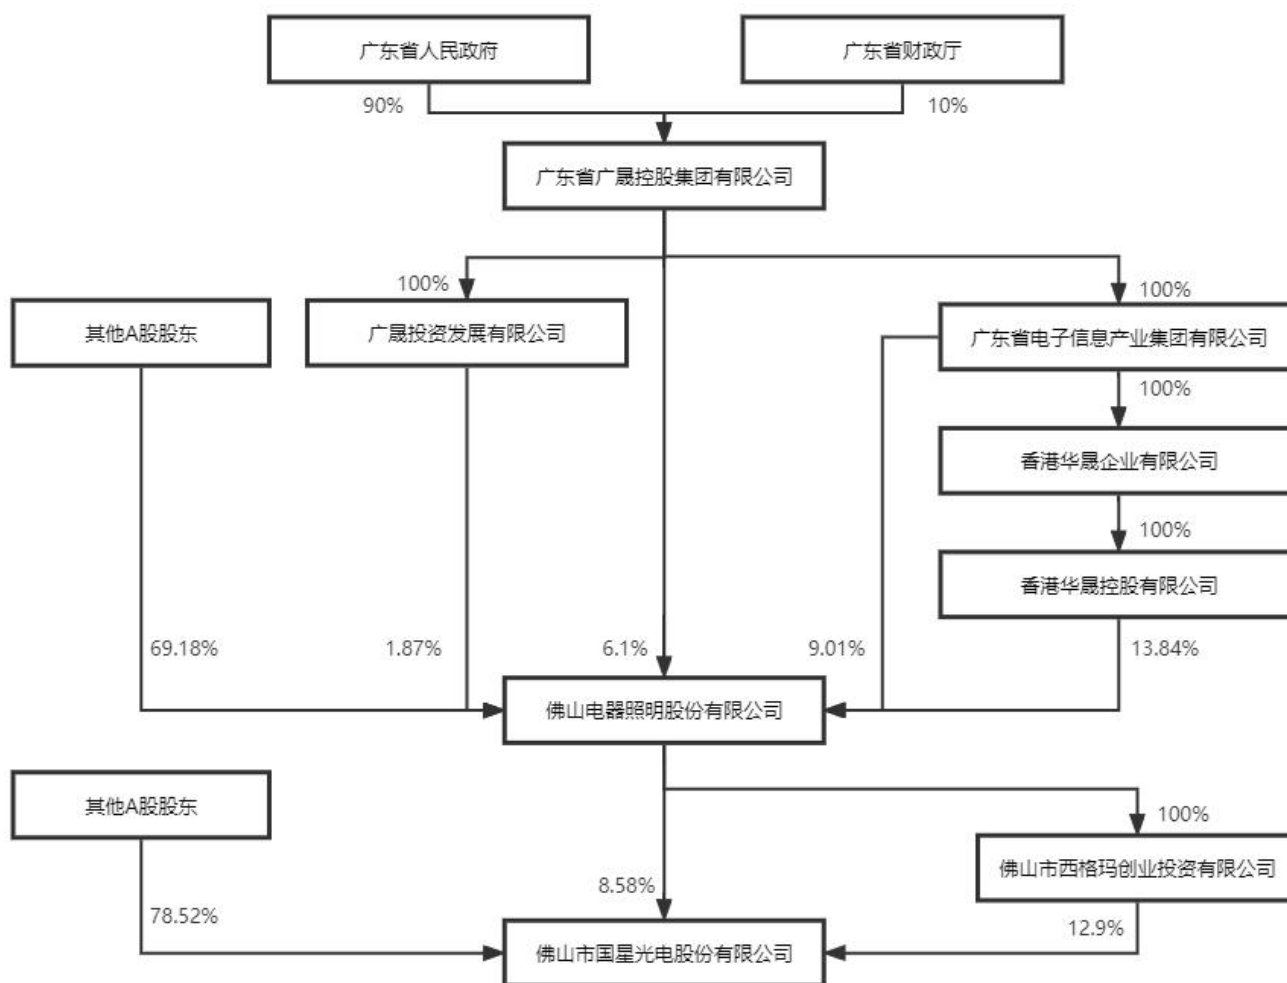 广东省人民政府
广东省财政厅
90%
10%
广东省广晟控股集团有限公司
100%
100%
其他A股股东
广晟投资发展有限公司
广东省电子信息产业集团有限公司
100%
香港华晟企业有限公司
100%
香港华晟控股有限公司
69.18%
1.87%
6.1%
9.01%
13.84%
佛山电器照明股份有限公司
其他A股股东
100%
佛山市西格玛创业投资有限公司
8.58%
78.52%
12.9%
佛山市国星光电股份有限公司